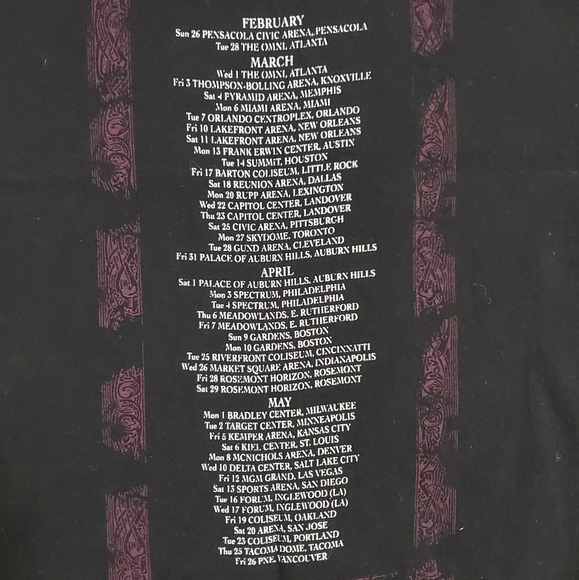 FEBRUARY
Sun 26 PENSACOLA CIVIC ARENA, PENSACOLA
Tue 28 THE OMNI, ATLANTA
MARCH
Wed 1 THE OMNI, ATLANTA
Fri 3 THOMPSON-BOLLING ARENA, KNOXVILLE
Sat 4 PYRAMID ARENA, MEMPHIS
Mon 6 MIAMI ARENA, MIAMI
Tue 7 ORLANDO CENTROPLEX, ORLANDO
Fri 10 LAKEFRONT ARENA, NEW ORLEANS
Sat 11 LAKEFRONT ARENA, NEW ORLEANS
Mon 13 FRANK ERWIN CENTER, AUSTIN
Tue 14 SUMMIT, HOUSTON
Fri 17 BARTON COLISEUM, LITTLE ROCK
Sat 18 REUNION ARENA, DALLAS
Mon 20 RUPP ARENA, LEXINGTON
Wed 22 CAPITOL CENTER, LANDOVER
Thu 23 CAPITOL CENTER, LANDOVER
Sat 25 CIVIC ARENA, PITTSBURGH
Mon 27 SKYDOME, TORONTO
Tue 28 GUND ARENA, CLEVELAND
Fri 31 PALACE OF AUBURN HILLS, AUBURN HILLS
APRIL
Sat 1 PALACE OF AUBURN HILLS, AUBURN HILLS
Mon 3 SPECTRUM, PHILADELPHIA
Tue 4 SPECTRUM, PHILADELPHIA
Thu 6 MEADOWLANDS, E. RUTHERFORD
Fri 7 MEADOWLANDS, E. RUTHERFORD
Sun 9 GARDENS, BOSTON
Mon 10 GARDENS, BOSTON
Tue 25 RIVERFRONT COLISEUM, CINCINNATTI
Wed 26 MARKET SQUARE ARENA, INDIANAPOLIS
Fri 28 ROSEMONT HORIZON, ROSEMONT
Sat 29 ROSEMONT HORIZON, ROSEMONT
MAY
Mon 1 BRADLEY CENTER, MILWAUKEE
Tue 2 TARGET CENTER, MINNEAPOLIS
Fri 5 KEMPER ARENA, KANSAS CITY
Sat 6 KIEL CENTER, ST. LOUIS
Mon 8 MCNICHOLS ARENA, DENVER
Wed 10 DELTA CENTER, SALT LAKE CITY
Fri 12 MGM GRAND, LAS VEGAS
Sat 13 SPORTS ARENA, SAN DIEGO
Tue 16 FORUM, INGLEWOOD (LA)
Wed 17 FORUM, INGLEWOOD (LA)
Fri 19 COLISEUM, OAKLAND
Sat 20 ARENA, SAN JOSE
Tue 23 COLISEUM, PORTLAND
Thu 25 TACOMA DOME, TACOMA
Fri 26 PNE, VANCOUVER